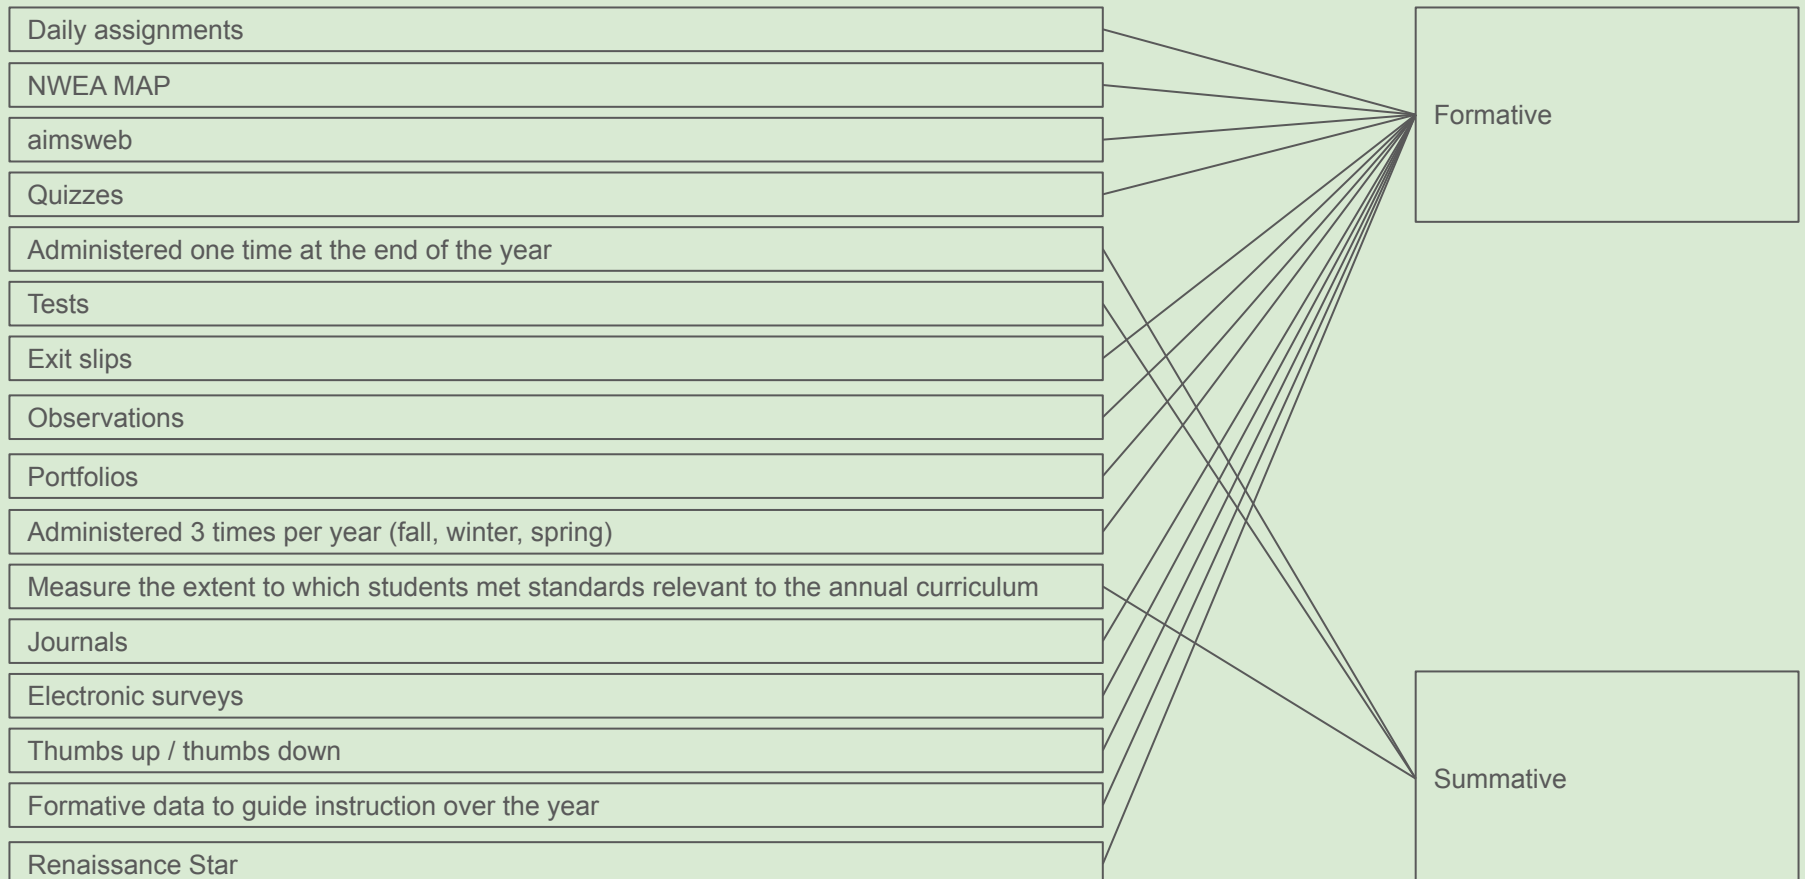 Daily assignments
NWEA MAP
aimsweb
Quizzes
Administered one time at the end of the year
Tests
Exit slips
Observations
Portfolios
Administered 3 times per year (fall, winter, spring)
Measure the extent to which students met standards relevant to the annual curriculum
Journals
Electronic surveys
Thumbs up / thumbs down
Formative data to guide instruction over the year
Renaissance Star
Formative
Summative